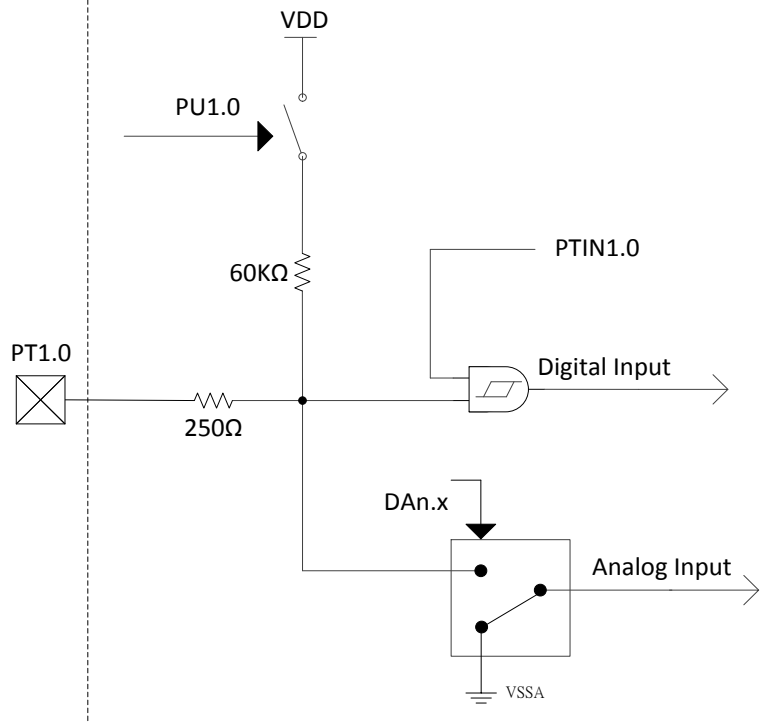 VDD
PU1.0
60KΩ
PTIN1.0
PT1.0
Digital Input
250Ω
DAn.x
Analog Input
VSSA